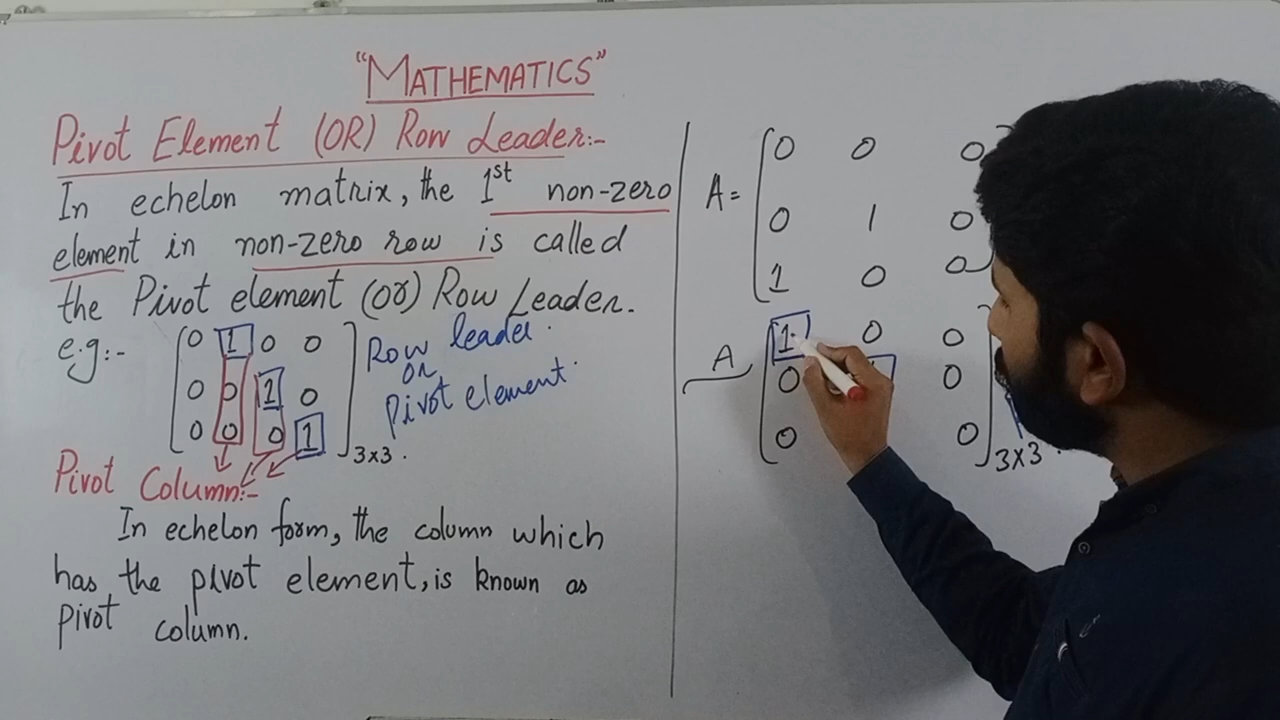 "MATHEMATICS"
Pivot Element (OR) Row Leader:-
In echelon matrix, the 1st non-zero
element in non-zero row is called
the Pivot element (or) Row Leader.
e.g:-
0 1 0 0
0 0 1 0
0 0 0 1
3x3.
Row leader.
OR
Pivot element.
Pivot Column:-
In echelon form, the column which
has the pivot element, is known as
pivot column.
A =
0 0 0
0 1 0
1 0 0
A
1 0 0
0 0
0 0
3x3.